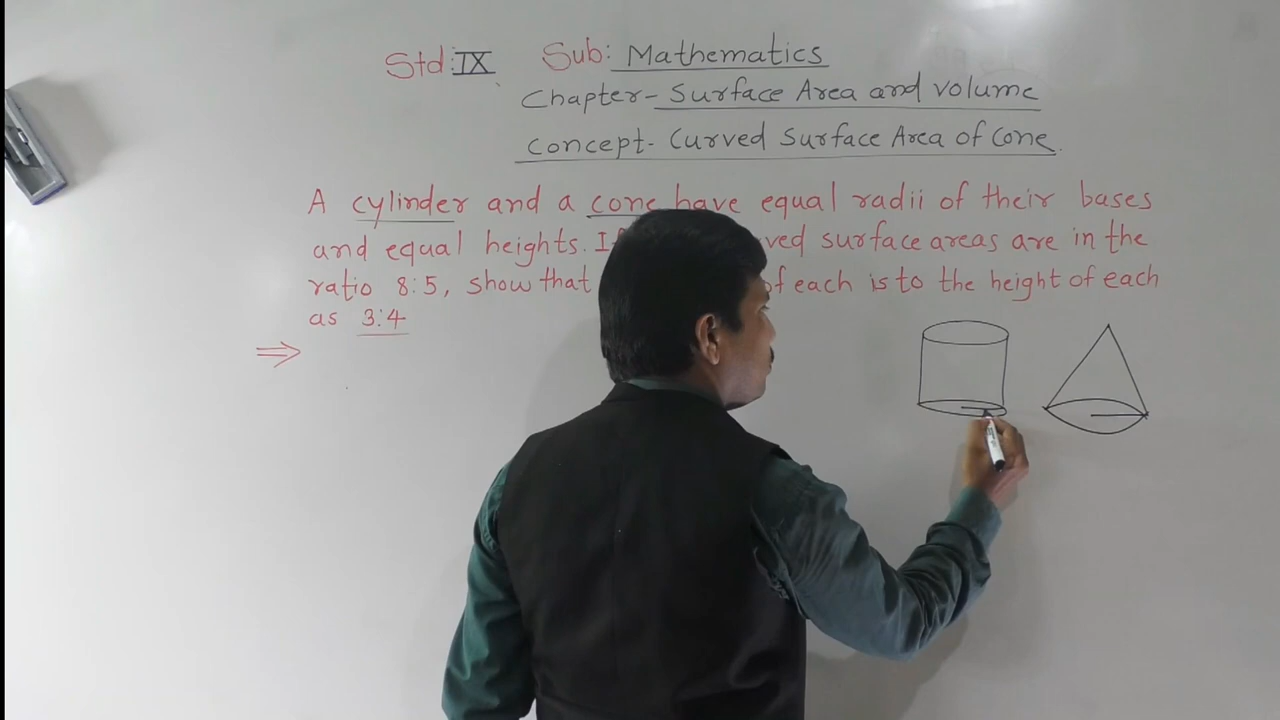 Std: IX Sub: Mathematics
Chapter- Surface Area and volume
Concept- Curved Surface Area of Cone.
A cylinder and a cone have equal radii of their bases
and equal heights. If ved surface areas are in the
ratio 8:5, show that of each is to the height of each
as 3:4
⇒